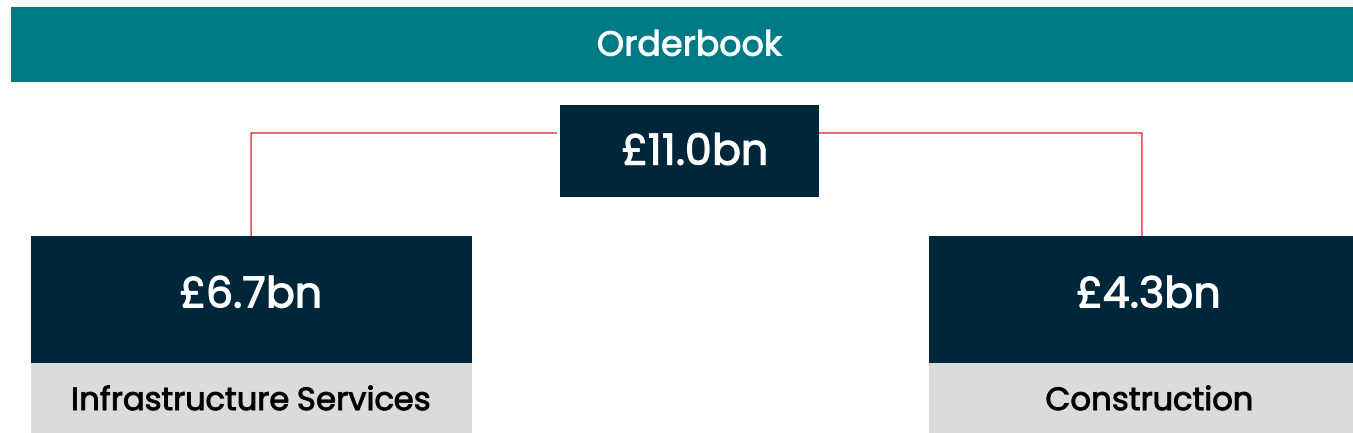 Orderbook
£11.0bn
£6.7bn
£4.3bn
Infrastructure Services
Construction